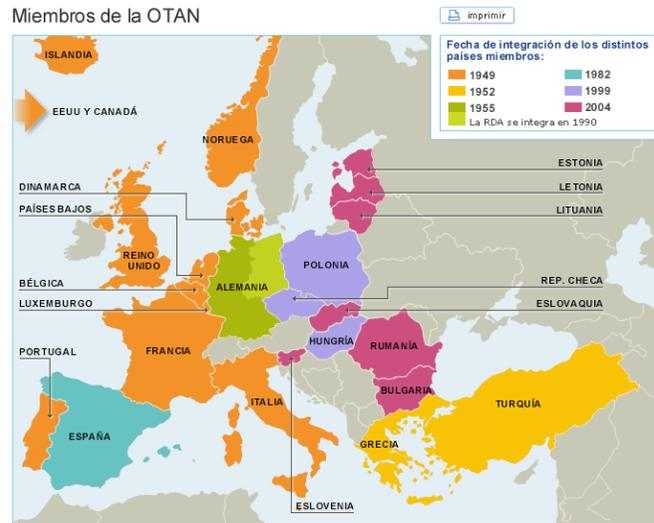 Miembros de la OTAN
imprimir
Fecha de integración de los distintos
países miembros:
1949
1982
1952
1999
1955
2004
La RDA se integra en 1990
ISLANDIA
EEUU Y CANADÁ
NORUEGA
ESTONIA
DINAMARCA
LETONIA
PAÍSES BAJOS
LITUANIA
REINO
UNIDO
POLONIA
BÉLGICA
ALEMANIA
REP. CHECA
LUXEMBURGO
ESLOVAQUIA
PORTUGAL
FRANCIA
HUNGRÍA
RUMANÍA
BULGARIA
ITALIA
TURQUÍA
ESPAÑA
GRECIA
ESLOVENIA